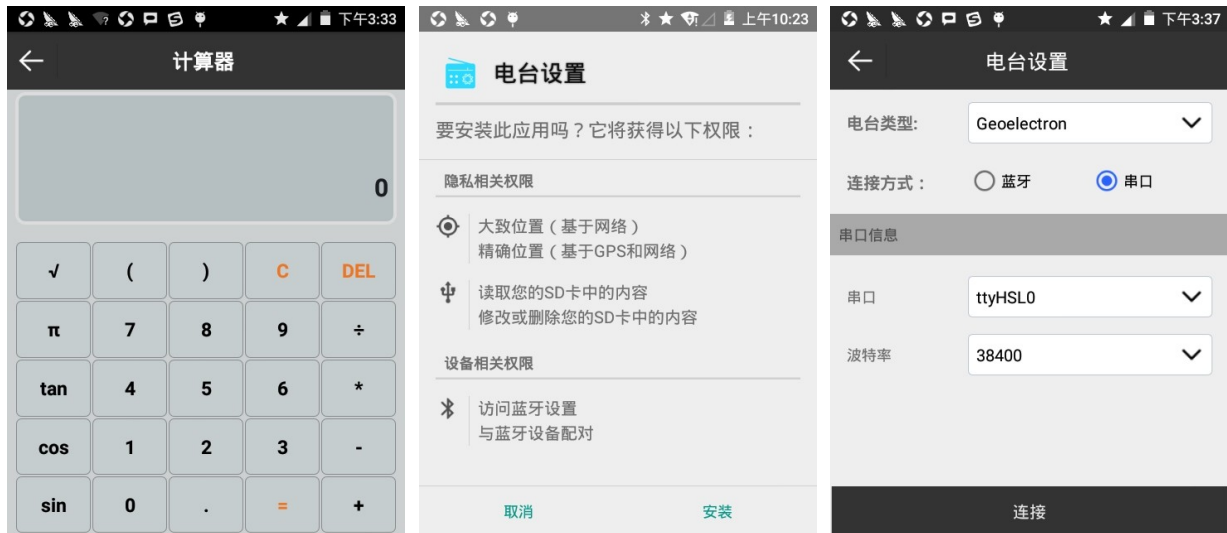 下午3:33
计算器
0
√ ( ) C DEL
π 7 8 9 ÷
tan 4 5 6 *
cos 1 2 3 -
sin 0 . = +
上午10:23
电台设置
要安装此应用吗？它将获得以下权限：
隐私相关权限
大致位置（基于网络）
精确位置（基于GPS和网络）
读取您的SD卡中的内容
修改或删除您的SD卡中的内容
设备相关权限
访问蓝牙设置
与蓝牙设备配对
取消 安装
下午3:37
电台设置
电台类型: Geoelectron
连接方式： 蓝牙 串口
串口信息
串口 ttyHSL0
波特率 38400
连接